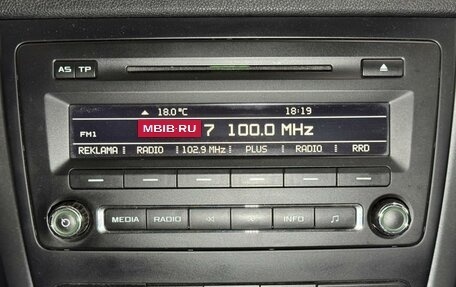 AS TP
18.0°C 18:19
FM1 MBIB·RU 7 100.0 MHz
REKLAMA RADIO 102.9 MHz PLUS RADIO RRD
MEDIA RADIO INFO